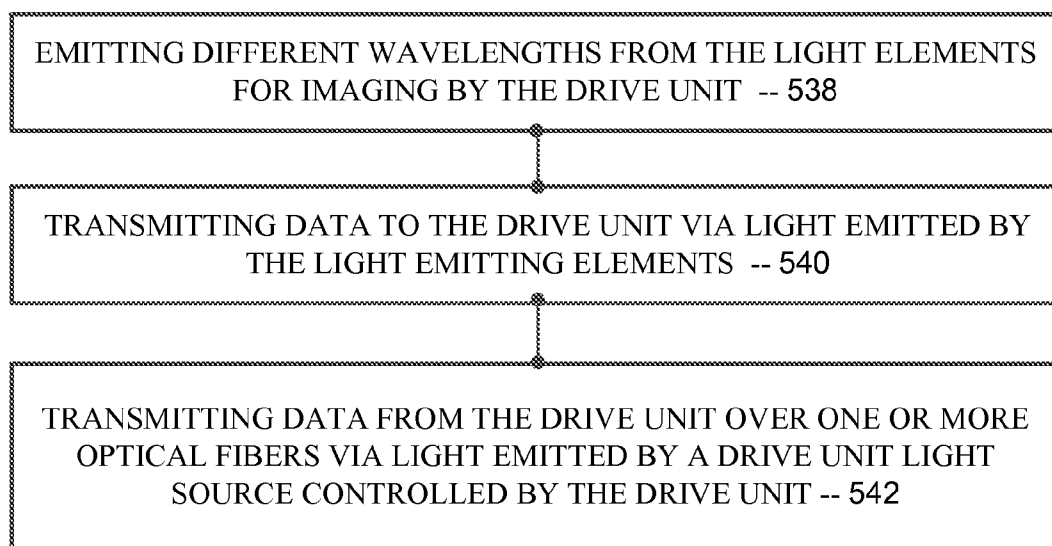 EMITTING DIFFERENT WAVELENGTHS FROM THE LIGHT ELEMENTS
FOR IMAGING BY THE DRIVE UNIT -- 538
TRANSMITTING DATA TO THE DRIVE UNIT VIA LIGHT EMITTED BY
THE LIGHT EMITTING ELEMENTS -- 540
TRANSMITTING DATA FROM THE DRIVE UNIT OVER ONE OR MORE
OPTICAL FIBERS VIA LIGHT EMITTED BY A DRIVE UNIT LIGHT
SOURCE CONTROLLED BY THE DRIVE UNIT -- 542